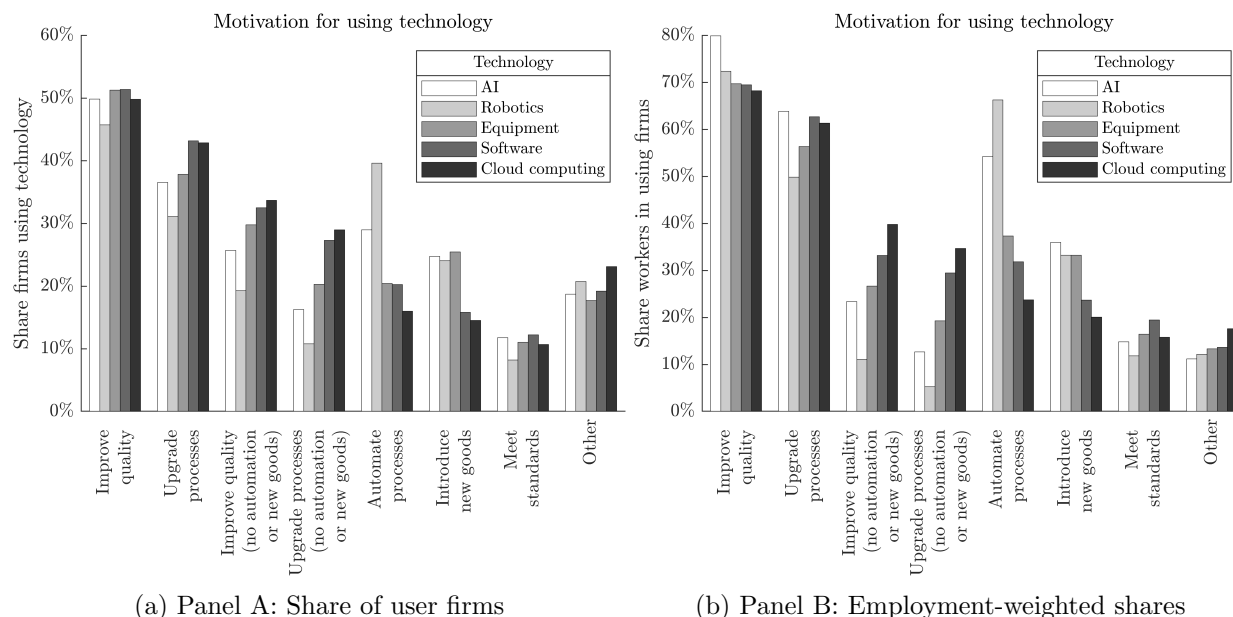 Motivation for using technology
60%
50%
40%
30%
20%
10%
0%
Share firms using technology
Technology
AI
Robotics
Equipment
Software
Cloud computing
Improve
quality
Upgrade
processes
Improve quality
(no automation
or new goods)
Upgrade processes
(no automation
or new goods)
Automate
processes
Introduce
new goods
Meet
standards
Other
(a) Panel A: Share of user firms
Motivation for using technology
80%
70%
60%
50%
40%
30%
20%
10%
0%
Share workers in using firms
Technology
AI
Robotics
Equipment
Software
Cloud computing
Improve
quality
Upgrade
processes
Improve quality
(no automation
or new goods)
Upgrade processes
(no automation
or new goods)
Automate
processes
Introduce
new goods
Meet
standards
Other
(b) Panel B: Employment-weighted shares